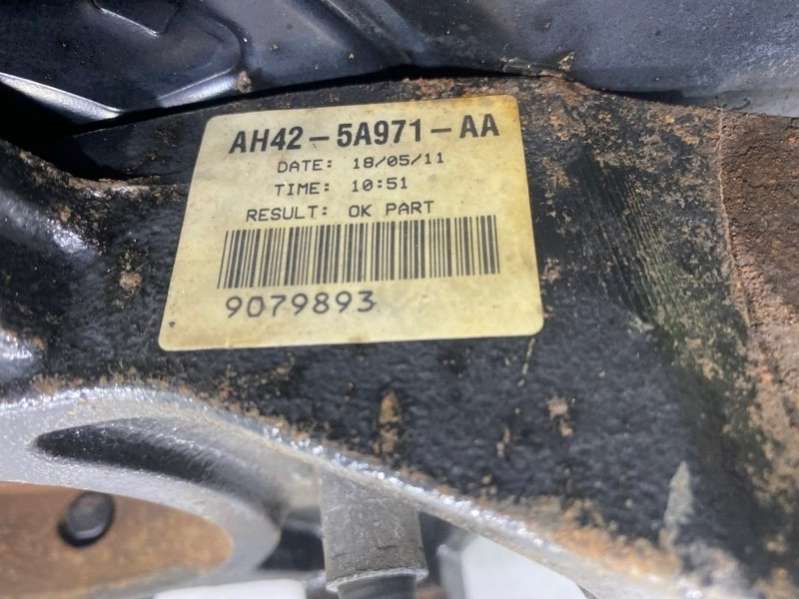 AH42-5A971-AA
DATE: 18/05/11
TIME: 10:51
RESULT: OK PART
9079893